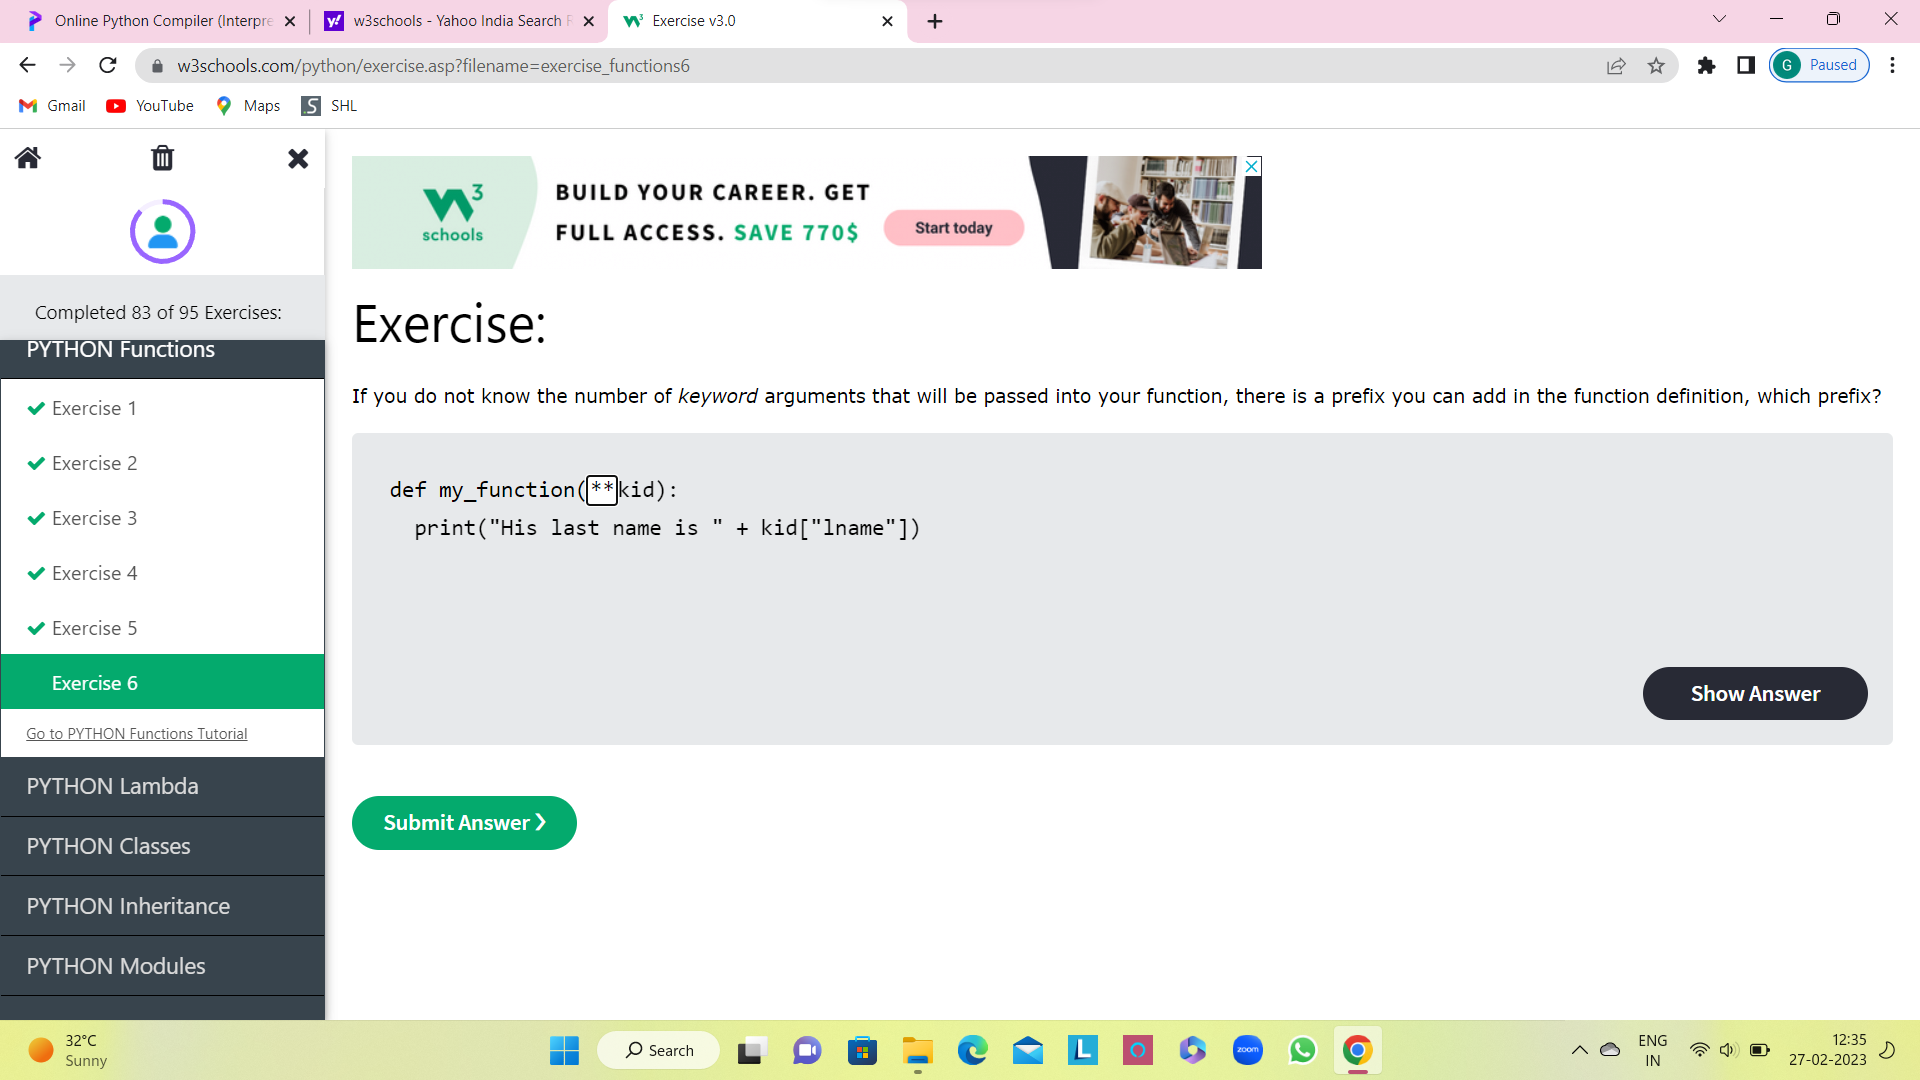 Online Python Compiler (Interpre
w3schools - Yahoo India Search R
Exercise v3.0
w3schools.com/python/exercise.asp?filename=exercise_functions6
G Paused
Gmail
YouTube
Maps
S SHL
3
schools
BUILD YOUR CAREER. GET
FULL ACCESS. SAVE 770$
Start today
Completed 83 of 95 Exercises:
PYTHON Functions
Exercise 1
Exercise 2
Exercise 3
Exercise 4
Exercise 5
Exercise 6
Go to PYTHON Functions Tutorial
PYTHON Lambda
PYTHON Classes
PYTHON Inheritance
PYTHON Modules
Exercise:
If you do not know the number of keyword arguments that will be passed into your function, there is a prefix you can add in the function definition, which prefix?
def my_function(**kid):
print("His last name is " + kid["lname"])
Show Answer
Submit Answer ❯
32°C
Sunny
Search
L
zoom
ENG
IN
12:35
27-02-2023